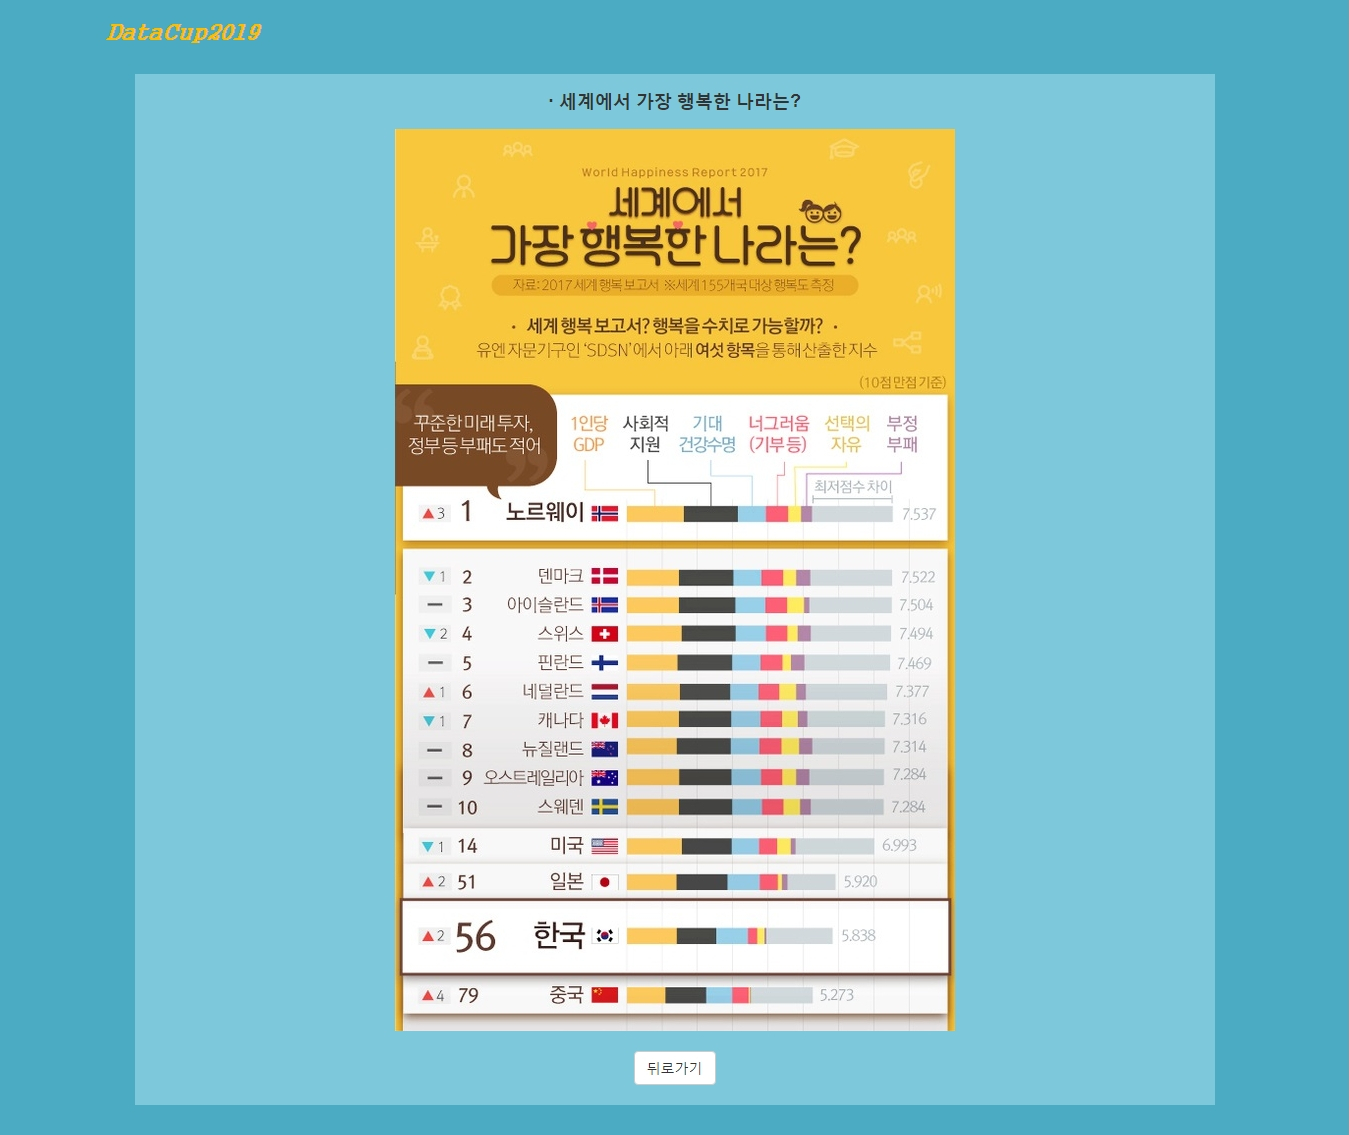 DataCup2019
· 세계에서 가장 행복한 나라는?
World Happiness Report 2017
세계에서
가장 행복한 나라는?
자료 : 2017 세계 행복 보고서 ※세계 155개국 대상 행복도 측정
· 세계 행복 보고서? 행복을 수치로 가능할까? ·
유엔 자문기구인 ‘SDSN’에서 아래 여섯 항목을 통해 산출한 지수
(10점 만점 기준)
꾸준한 미래 투자,
정부 등 부패도 적어
1인당 GDP
사회적 지원
기대 건강수명
너그러움 (기부 등)
선택의 자유
부정 부패
최저점수 차이
▲3 1 노르웨이 7.537
▼1 2 덴마크 7.522
— 3 아이슬란드 7.504
▼2 4 스위스 7.494
— 5 핀란드 7.469
▲1 6 네덜란드 7.377
▼1 7 캐나다 7.316
— 8 뉴질랜드 7.314
— 9 오스트레일리아 7.284
— 10 스웨덴 7.284
▼1 14 미국 6.993
▲2 51 일본 5.920
▲2 56 한국 5.838
▲4 79 중국 5.273
뒤로가기